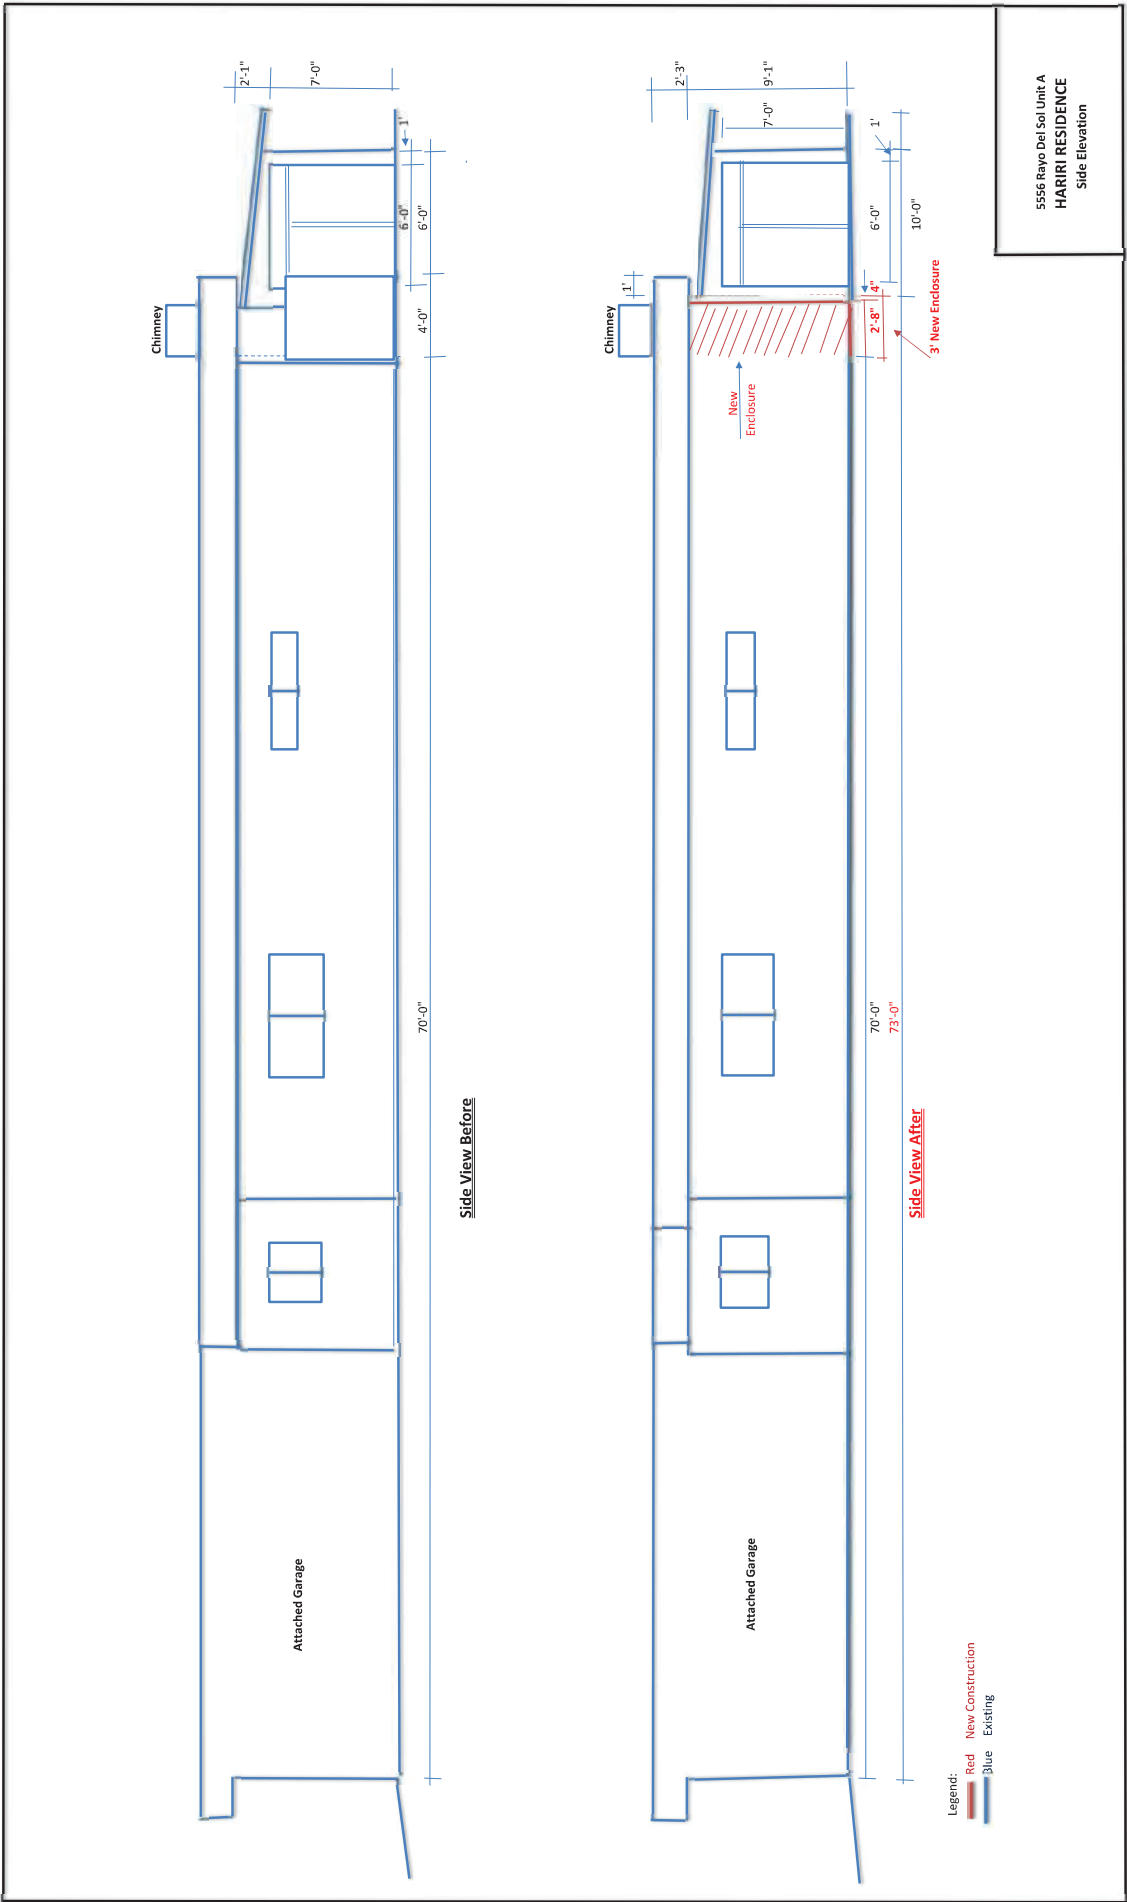 5556 Rayo Del Sol Unit A
HARIRI RESIDENCE
Side Elevation
Chimney
2'-1"
7'-0"
1'
6'-0"
6'-0"
4'-0"
70'-0"
Attached Garage
Side View Before
Chimney
2'-3"
9'-1"
7'-0"
1'
1'
6'-0"
10'-0"
4"
2'-8"
3' New Enclosure
New
Enclosure
70'-0"
73'-0"
Attached Garage
Side View After
Legend:
Red New Construction
Blue Existing